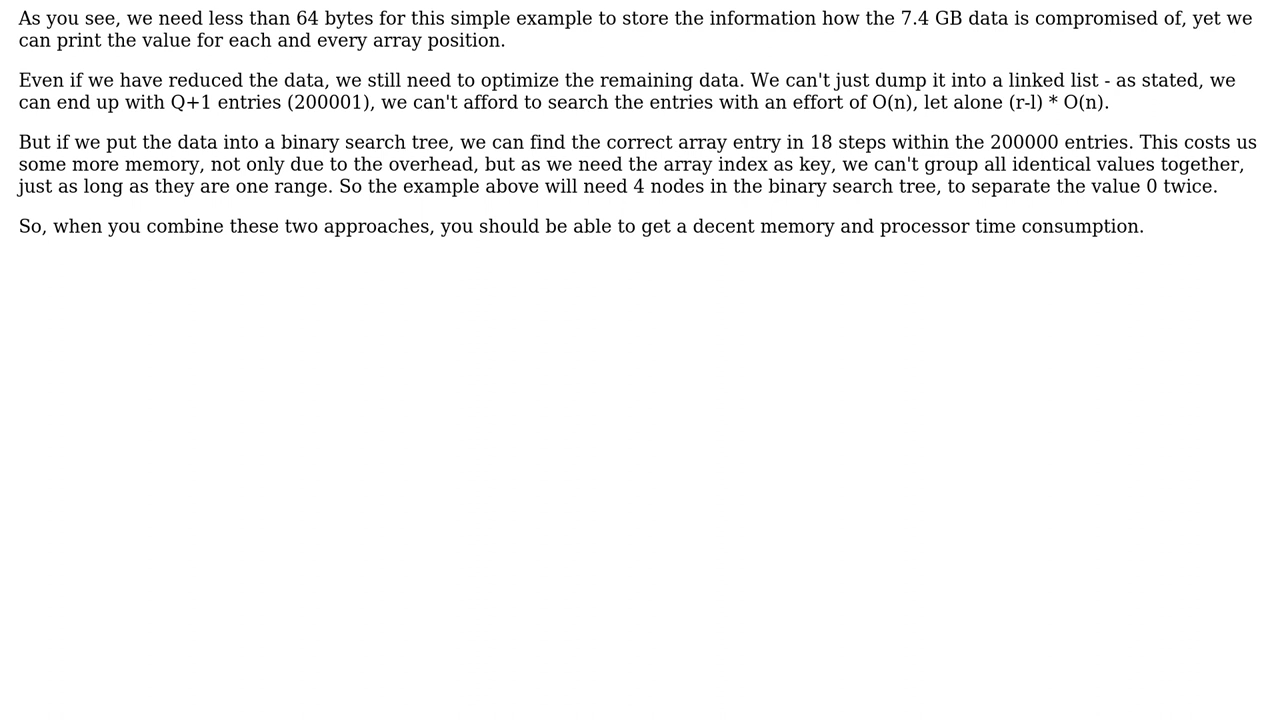 As you see, we need less than 64 bytes for this simple example to store the information how the 7.4 GB data is compromised of, yet we
can print the value for each and every array position.
Even if we have reduced the data, we still need to optimize the remaining data. We can't just dump it into a linked list - as stated, we
can end up with Q+1 entries (200001), we can't afford to search the entries with an effort of O(n), let alone (r-l) * O(n).
But if we put the data into a binary search tree, we can find the correct array entry in 18 steps within the 200000 entries. This costs us
some more memory, not only due to the overhead, but as we need the array index as key, we can't group all identical values together,
just as long as they are one range. So the example above will need 4 nodes in the binary search tree, to separate the value 0 twice.
So, when you combine these two approaches, you should be able to get a decent memory and processor time consumption.